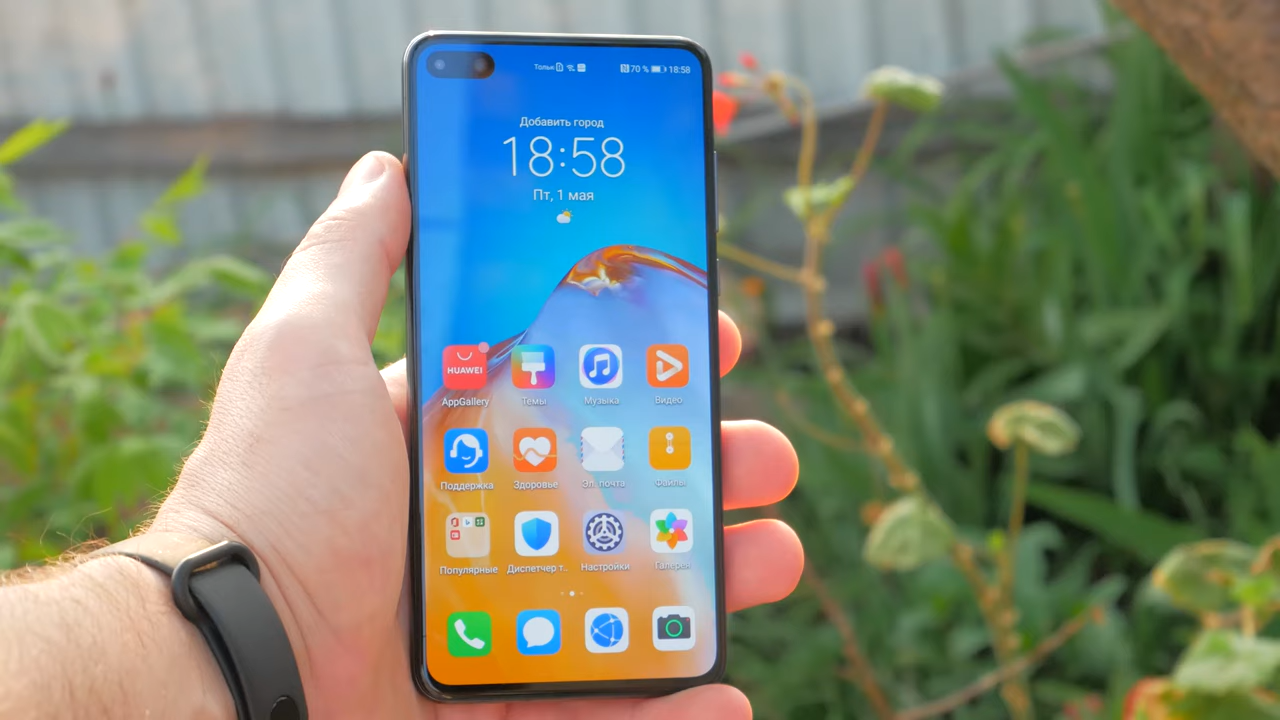 Только 70 % 18:58
Добавить город
18:58
Пт, 1 мая
HUAWEI
AppGallery Темы Музыка Видео
Поддержка Здоровье Эл. почта Файлы
Популярные Диспетчер т.. Настройки Галерея